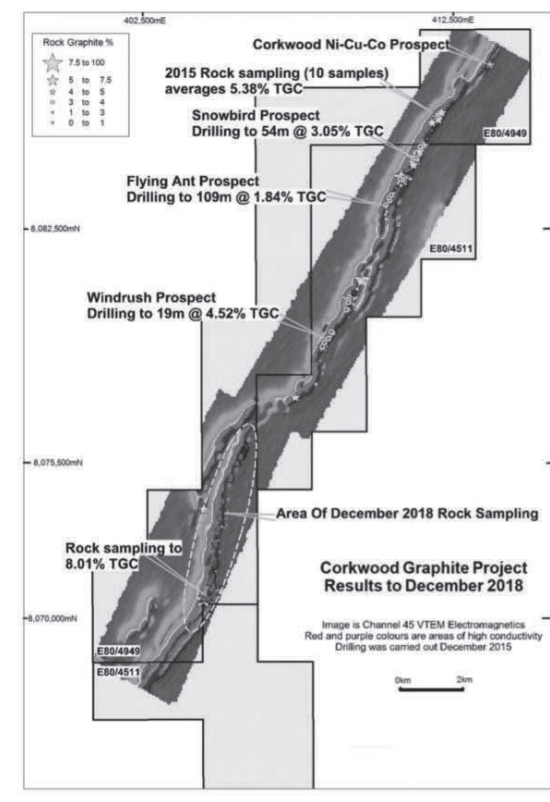 402,500mE
412,500mE
Rock Graphite %
7.5 to 100
5 to 7.5
4 to 5
3 to 4
1 to 3
0 to 1
Corkwood Ni-Cu-Co Prospect
2015 Rock sampling (10 samples)
averages 5.38% TGC
Snowbird Prospect
Drilling to 54m @ 3.05% TGC
E80/4949
Flying Ant Prospect
Drilling to 109m @ 1.84% TGC
8,082,500mN
E80/4511
Windrush Prospect
Drilling to 19m @ 4.52% TGC
8,075,500mN
Area Of December 2018 Rock Sampling
Rock sampling to
8.01% TGC
Corkwood Graphite Project
Results to December 2018
8,070,000mN
Image is Channel 45 VTEM Electromagnetics
Red and purple colours are areas of high conductivity
Drilling was carried out December 2015
E80/4949
E80/4511
0km 2km